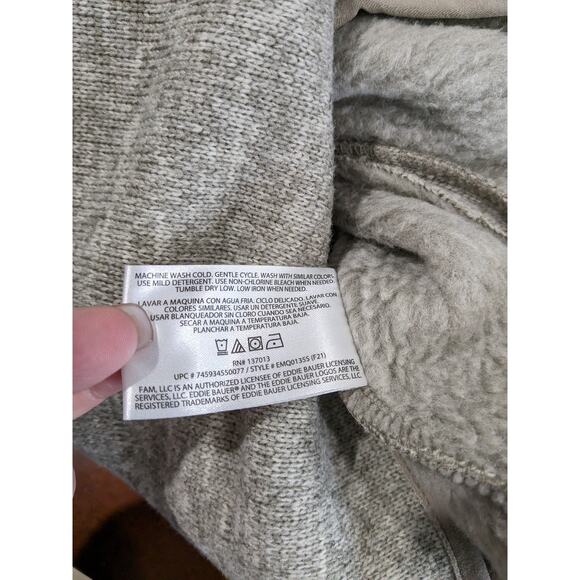 MACHINE WASH COLD. GENTLE CYCLE. WASH WITH SIMILAR COLORS.
USE MILD DETERGENT. USE NON-CHLORINE BLEACH WHEN NEEDED.
TUMBLE DRY LOW. LOW IRON WHEN NEEDED.
LAVAR A MAQUINA CON AGUA FRIA. CICLO DELICADO. LAVAR CON
COLORES SIMILARES. USAR UN DETERGENTE SUAVE.
USAR BLANQUEADOR SIN CLORO CUANDO SEA NECESARIO.
SECAR A MAQUINA A TEMPERATURA BAJA.
PLANCHAR A TEMPERATURA BAJA.
RN# 137013
UPC # 745934550077 / STYLE # EMQ0135S (F21)
FAM, LLC IS AN AUTHORIZED LICENSEE OF EDDIE BAUER LICENSING
SERVICES, LLC. EDDIE BAUER® AND THE EDDIE BAUER LOGOS ARE THE
REGISTERED TRADEMARKS OF EDDIE BAUER LICENSING SERVICES, LLC.